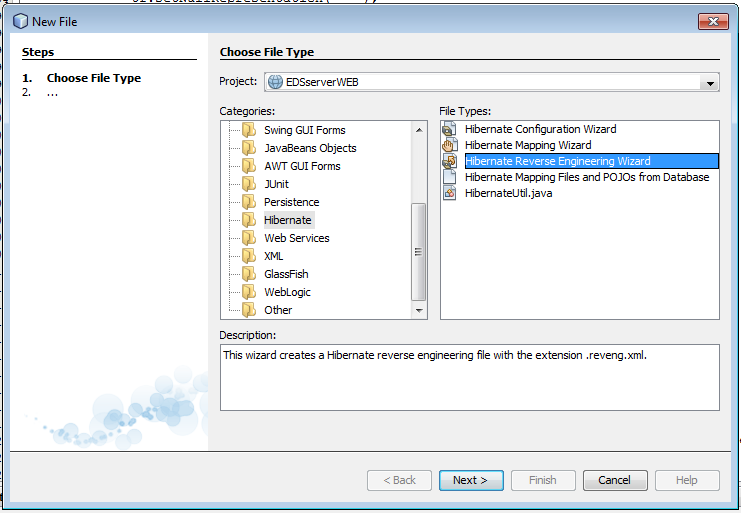 New File
Steps
1. Choose File Type
2. ...
Choose File Type
Project: EDSserverWEB
Categories:
Swing GUI Forms
JavaBeans Objects
AWT GUI Forms
JUnit
Persistence
Hibernate
Web Services
XML
GlassFish
WebLogic
Other
File Types:
Hibernate Configuration Wizard
Hibernate Mapping Wizard
Hibernate Reverse Engineering Wizard
Hibernate Mapping Files and POJOs from Database
HibernateUtil.java
Description:
This wizard creates a Hibernate reverse engineering file with the extension .reveng.xml.
< Back Next > Finish Cancel Help